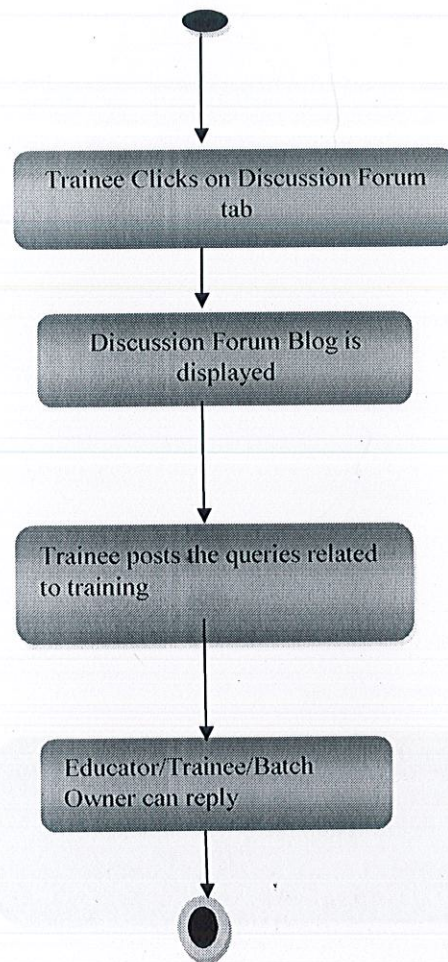 Trainee Clicks on Discussion Forum
tab
Discussion Forum Blog is
displayed
Trainee posts the queries related
to training
Educator/Trainee/Batch
Owner can reply